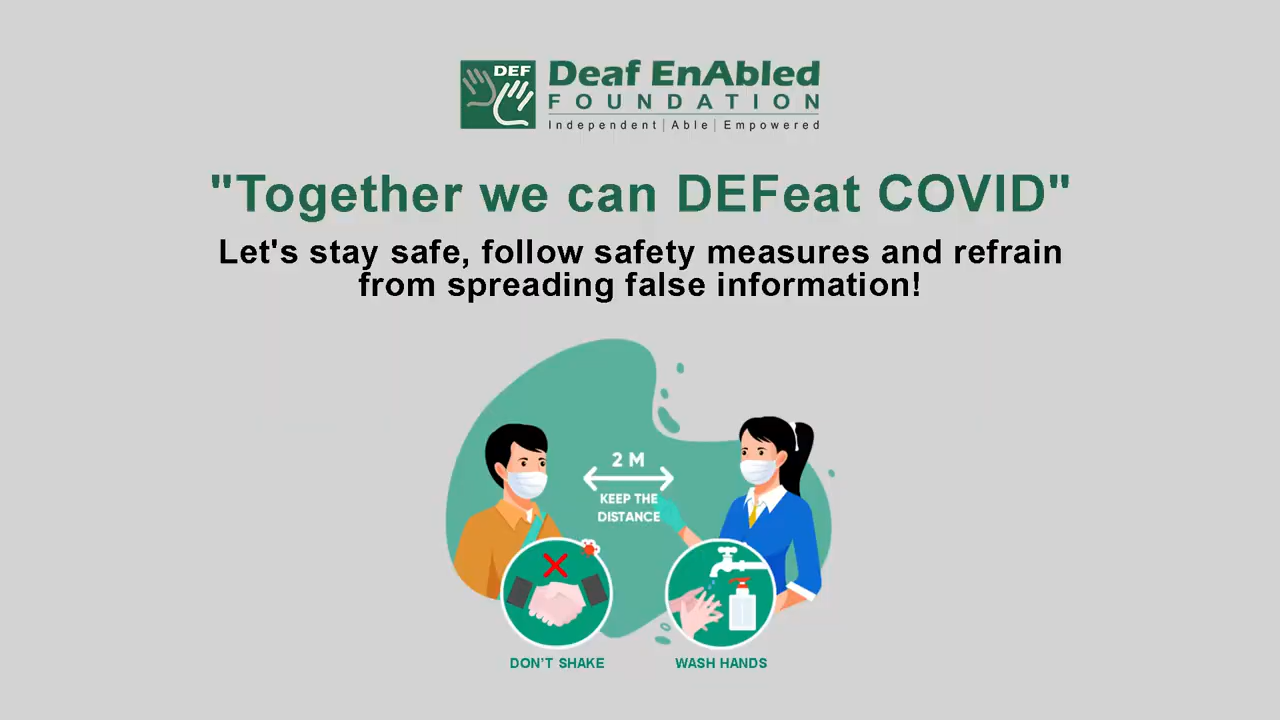 DEF
Deaf EnAbled
FOUNDATION
Independent | Able | Empowered
"Together we can DEFeat COVID"
Let's stay safe, follow safety measures and refrain
from spreading false information!
2 M
KEEP THE
DISTANCE
DON'T SHAKE
WASH HANDS